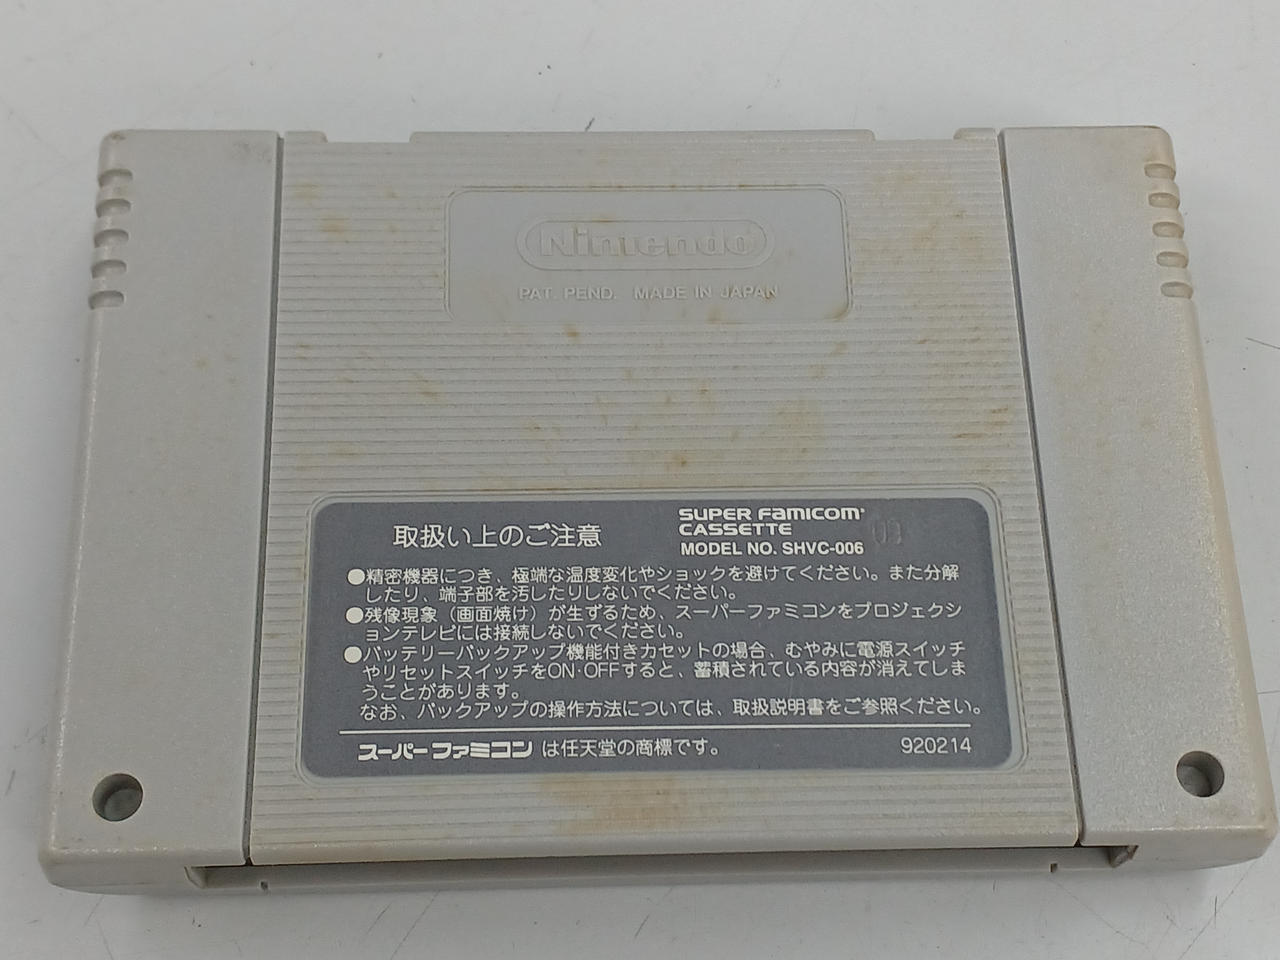 Nintendo
PAT. PEND. MADE IN JAPAN
取扱い上のご注意
SUPER FAMICOM
CASSETTE
MODEL NO. SHVC-006
●精密機器につき、極端な温度変化やショックを避けてください。また分解
したり、端子部を汚したりしないでください。
●残像現象（画面焼け）が生ずるため、スーパーファミコンをプロジェクシ
ョンテレビには接続しないでください。
●バッテリーバックアップ機能付きカセットの場合、むやみに電源スイッチ
やリセットスイッチをON・OFFすると、蓄積されている内容が消えてしま
うことがあります。
なお、バックアップの操作方法については、取扱説明書をご参照ください。
スーパーファミコンは任天堂の商標です。 920214